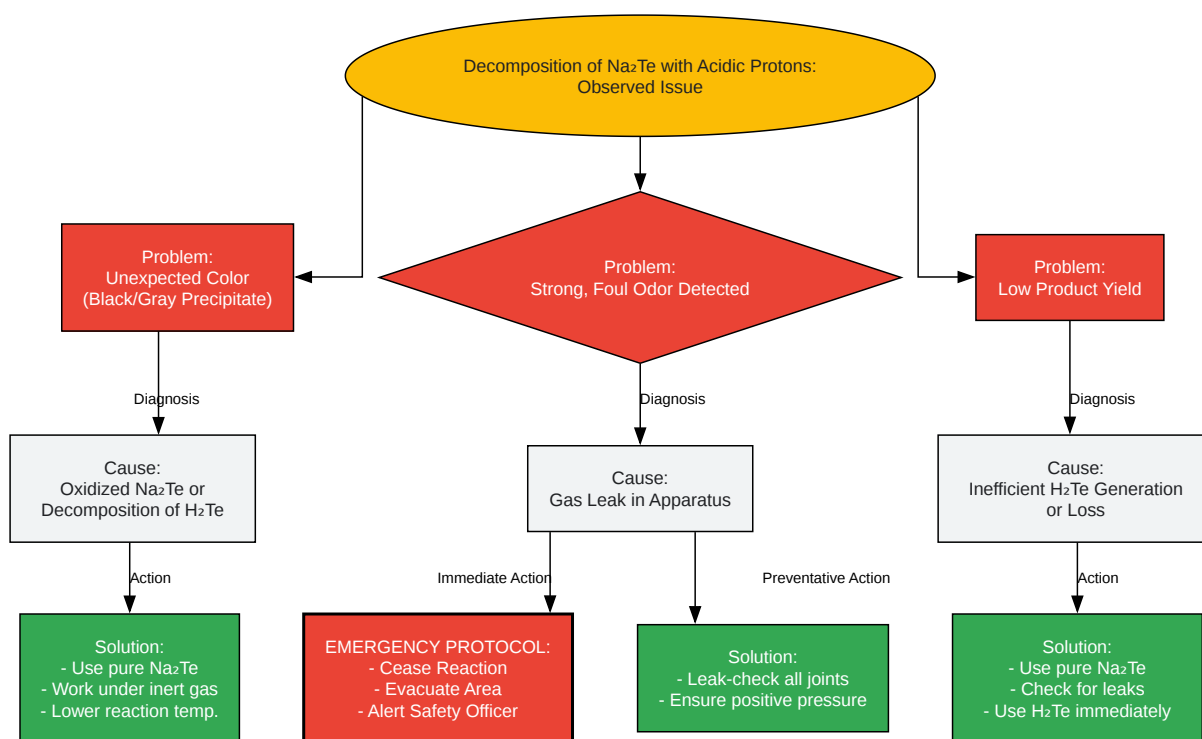 Decomposition of Na₂Te with Acidic Protons:
Observed Issue
Problem:
Unexpected Color
(Black/Gray Precipitate)
Problem:
Strong, Foul Odor Detected
Problem:
Low Product Yield
Diagnosis
Diagnosis
Diagnosis
Cause:
Oxidized Na₂Te or
Decomposition of H₂Te
Cause:
Gas Leak in Apparatus
Cause:
Inefficient H₂Te Generation
or Loss
Action
Immediate Action
Preventative Action
Action
Solution:
- Use pure Na₂Te
- Work under inert gas
- Lower reaction temp.
EMERGENCY PROTOCOL:
- Cease Reaction
- Evacuate Area
- Alert Safety Officer
Solution:
- Leak-check all joints
- Ensure positive pressure
Solution:
- Use pure Na₂Te
- Check for leaks
- Use H₂Te immediately